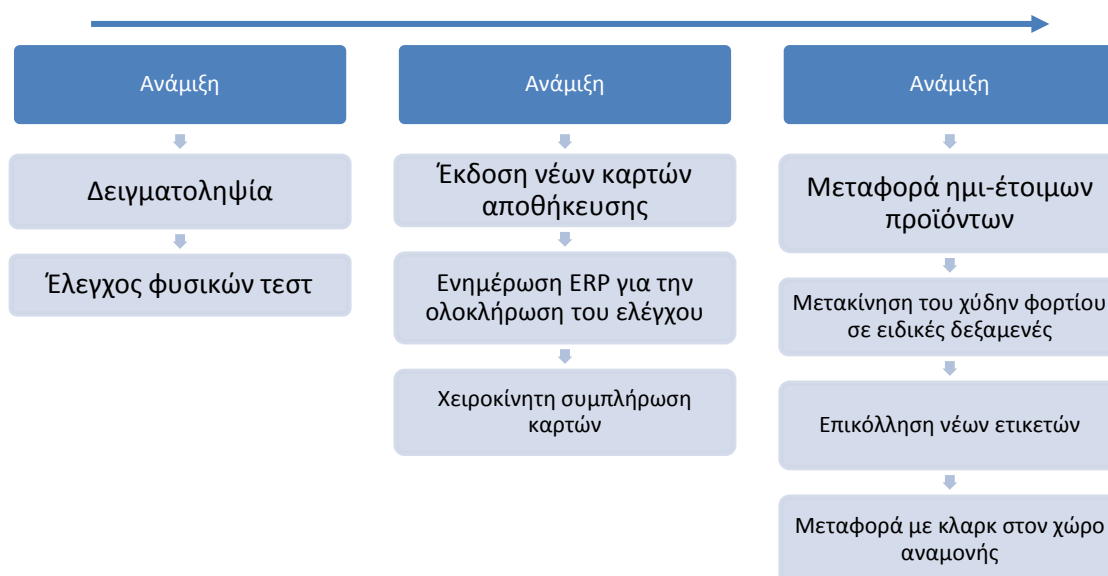 Ανάμιξη
Δειγματοληψία
Έλεγχος φυσικών τεστ
Ανάμιξη
Έκδοση νέων καρτών
αποθήκευσης
Ενημέρωση ERP για την
ολοκλήρωση του ελέγχου
Χειροκίνητη συμπλήρωση
καρτών
Ανάμιξη
Μεταφορά ημι-έτοιμων
προϊόντων
Μετακίνηση του χύδην φορτίου
σε ειδικές δεξαμενές
Επικόλληση νέων ετικετών
Μεταφορά με κλαρκ στον χώρο
αναμονής